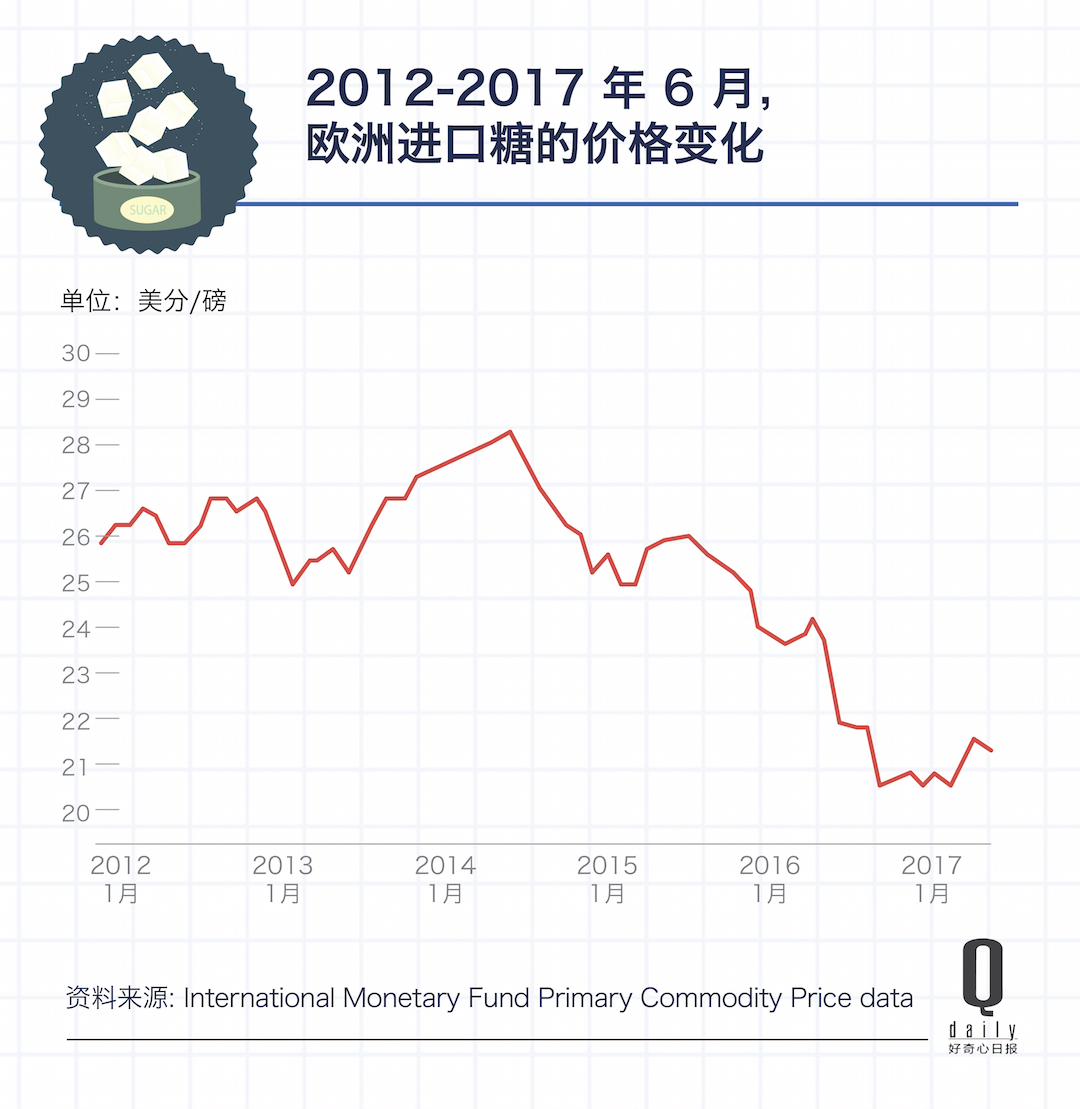 2012-2017 年 6 月,
欧洲进口糖的价格变化
SUGAR
单位：美分/磅
30
29
28
27
26
25
24
23
22
21
20
2012 2013 2014 2015 2016 2017
1月 1月 1月 1月 1月 1月
资料来源: International Monetary Fund Primary Commodity Price data
Q
daily
好奇心日报